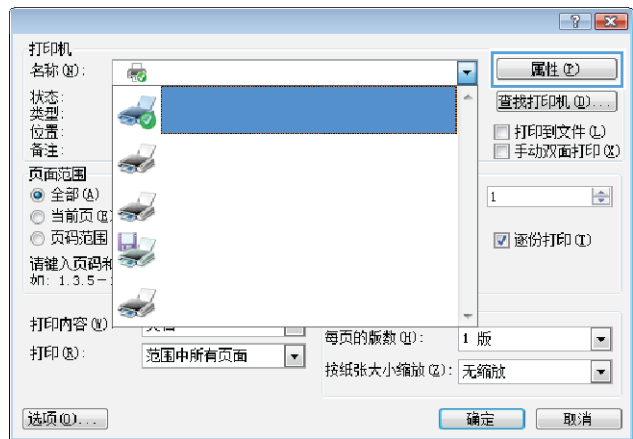 打印机
名称(N):
属性(P)
状态:
类型:
位置:
备注:
查找打印机(D)...
打印到文件(L)
手动双面打印(X)
页面范围
全部(A)
当前页(E)
页码范围
1
逐份打印(T)
请键入页码和
如: 1.3.5-
打印内容(W):
打印(R):
范围中所有页面
每页的版数(H):
1 版
按纸张大小缩放(Z):
无缩放
选项(O)...
确定
取消